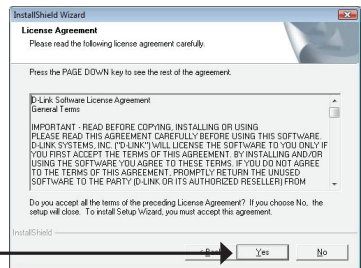 InstallShield Wizard
License Agreement
Please read the following license agreement carefully.
Press the PAGE DOWN key to see the rest of the agreement.
D-Link Software License Agreement
General Terms
IMPORTANT - READ BEFORE COPYING, INSTALLING OR USING
PLEASE READ THIS AGREEMENT CAREFULLY BEFORE USING THIS SOFTWARE.
D-LINK SYSTEMS, INC. ("D-LINK") WILL LICENSE THE SOFTWARE TO YOU ONLY IF
YOU FIRST ACCEPT THE TERMS OF THIS AGREEMENT. BY INSTALLING AND/OR
USING THE SOFTWARE YOU AGREE TO THESE TERMS. IF YOU DO NOT AGREE
TO THE TERMS OF THIS AGREEMENT, PROMPTLY RETURN THE UNUSED
SOFTWARE TO THE PARTY (D-LINK OR ITS AUTHORIZED RESELLER) FROM
Do you accept all the terms of the preceding License Agreement? If you choose No, the
setup will close. To install Setup Wizard, you must accept this agreement.
InstallShield
Yes No